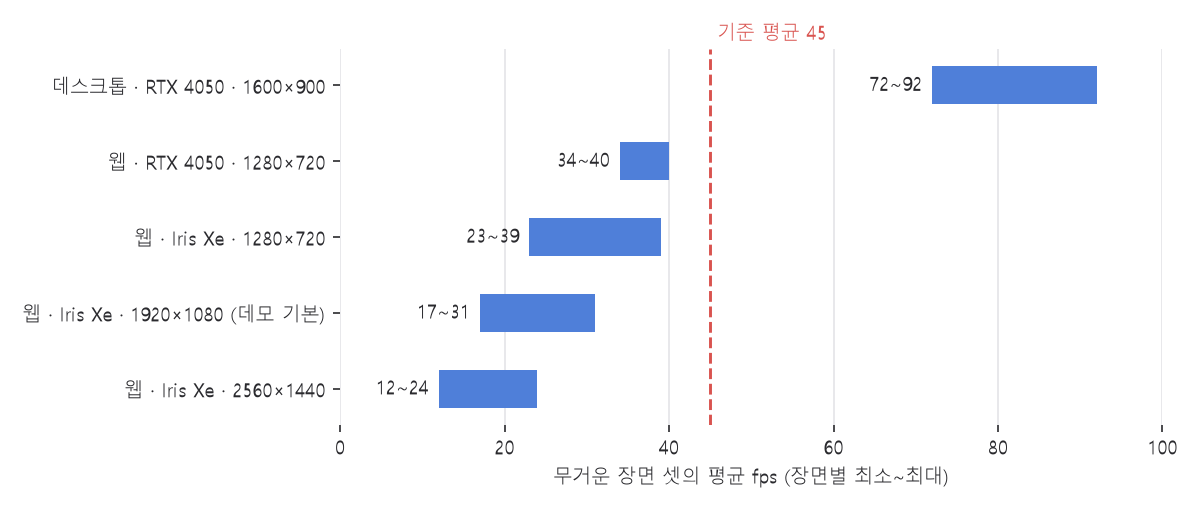 기준 평균 45
데스크톱 · RTX 4050 · 1600×900
72~92
웹 · RTX 4050 · 1280×720
34~40
웹 · Iris Xe · 1280×720
23~39
웹 · Iris Xe · 1920×1080 (데모 기본)
17~31
웹 · Iris Xe · 2560×1440
12~24
0 20 40 60 80 100
무거운 장면 셋의 평균 fps (장면별 최소~최대)